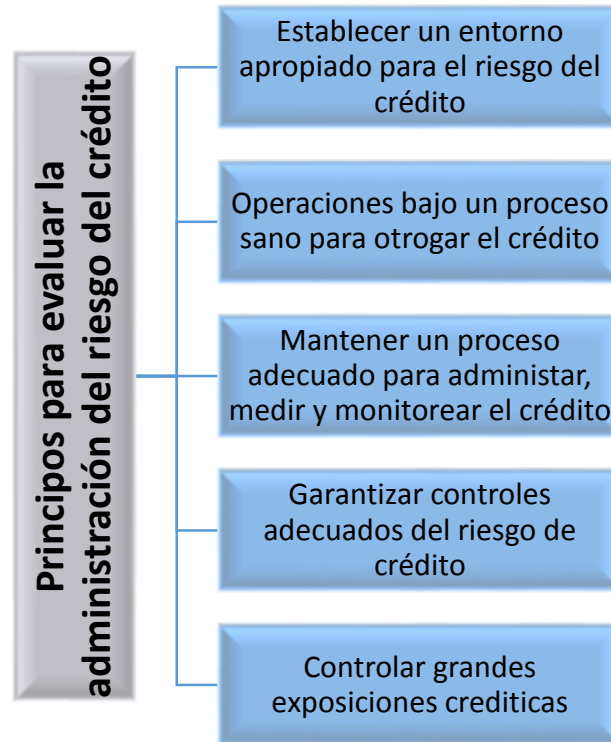 Principos para evaluar la
administración del riesgo del crédito
Establecer un entorno
apropiado para el riesgo del
crédito
Operaciones bajo un proceso
sano para otrogar el crédito
Mantener un proceso
adecuado para administar,
medir y monitorear el crédito
Garantizar controles
adecuados del riesgo de
crédito
Controlar grandes
exposiciones crediticas